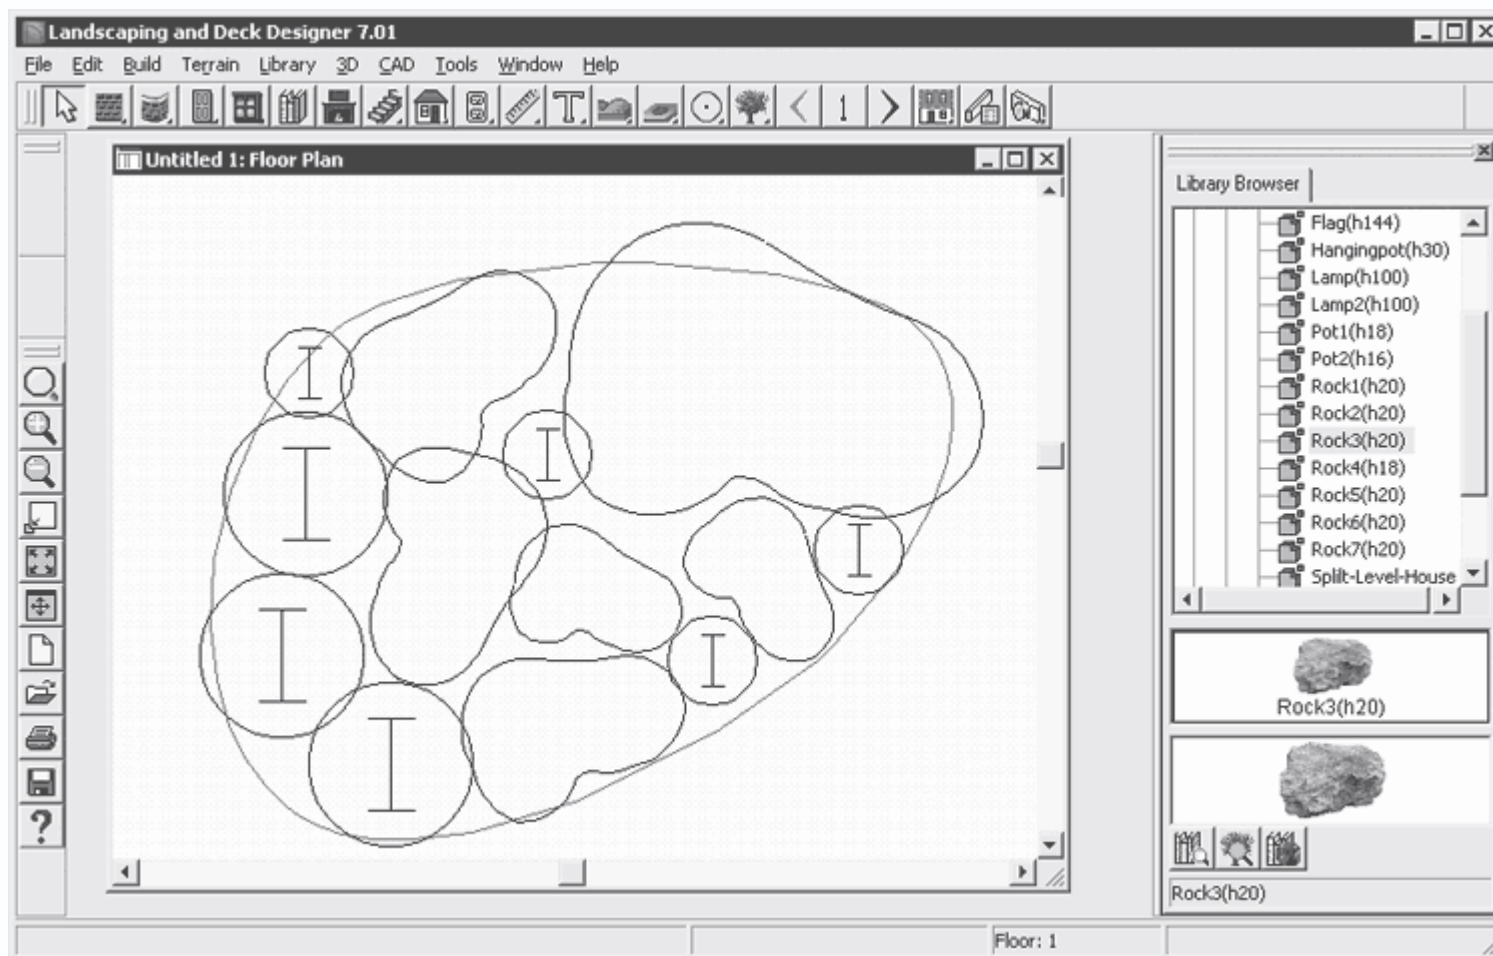 Landscaping and Deck Designer 7.01
File Edit Build Terrain Library 3D CAD Tools Window Help
1
Untitled 1: Floor Plan
Library Browser
Flag(h144)
Hangingpot(h30)
Lamp(h100)
Lamp2(h100)
Pot1(h18)
Pot2(h16)
Rock1(h20)
Rock2(h20)
Rock3(h20)
Rock4(h18)
Rock5(h20)
Rock6(h20)
Rock7(h20)
Split-Level-House
I
I
I
I
I
I
I
Rock3(h20)
Rock3(h20)
Floor: 1